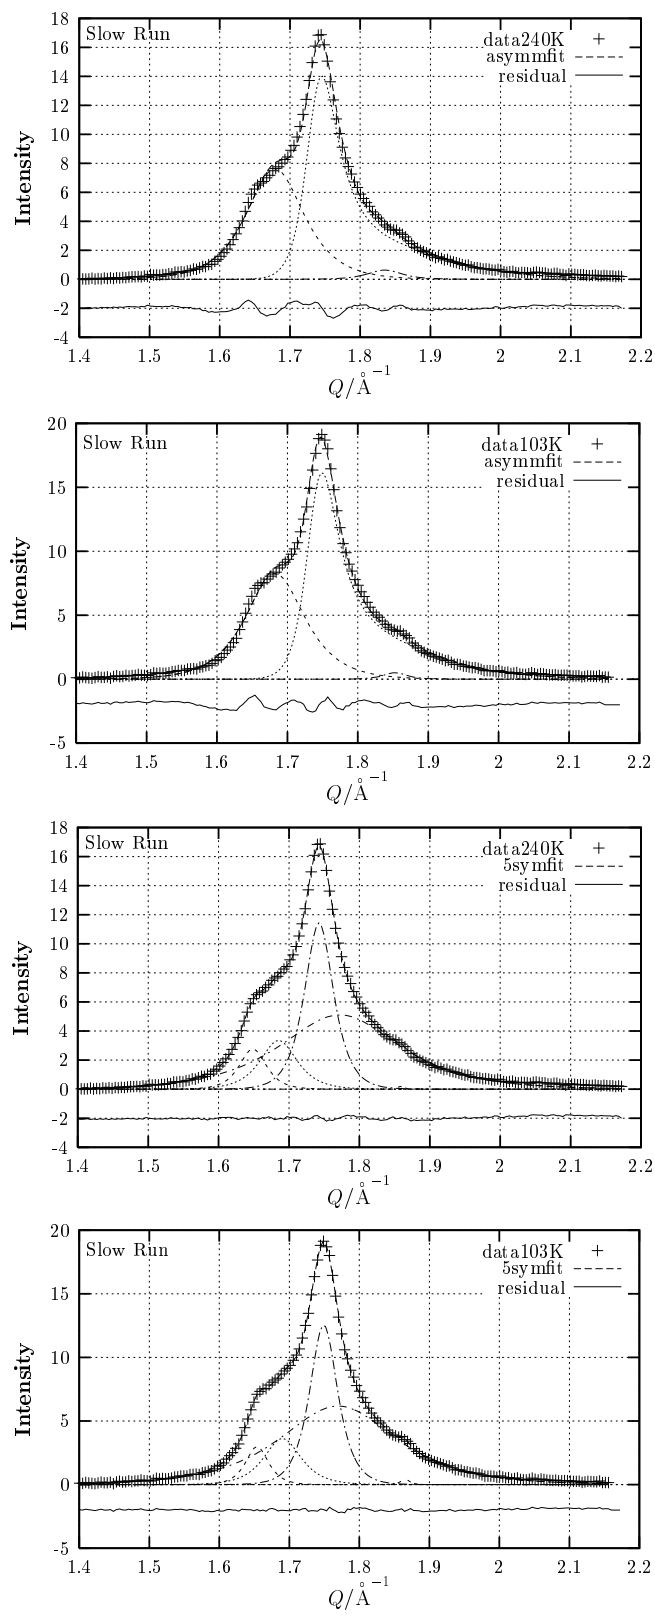 18
16
14
12
10
8
6
4
2
0
-2
-4
Intensity
Slow Run
data240K
asymmfit
residual
1.4 1.5 1.6 1.7 1.8 1.9 2 2.1 2.2
Q/Å⁻¹
20
15
10
5
0
-5
Intensity
Slow Run
data103K
asymmfit
residual
1.4 1.5 1.6 1.7 1.8 1.9 2 2.1 2.2
Q/Å⁻¹
18
16
14
12
10
8
6
4
2
0
-2
-4
Intensity
Slow Run
data240K
5symfit
residual
1.4 1.5 1.6 1.7 1.8 1.9 2 2.1 2.2
Q/Å⁻¹
20
15
10
5
0
-5
Intensity
Slow Run
data103K
5symfit
residual
1.4 1.5 1.6 1.7 1.8 1.9 2 2.1 2.2
Q/Å⁻¹